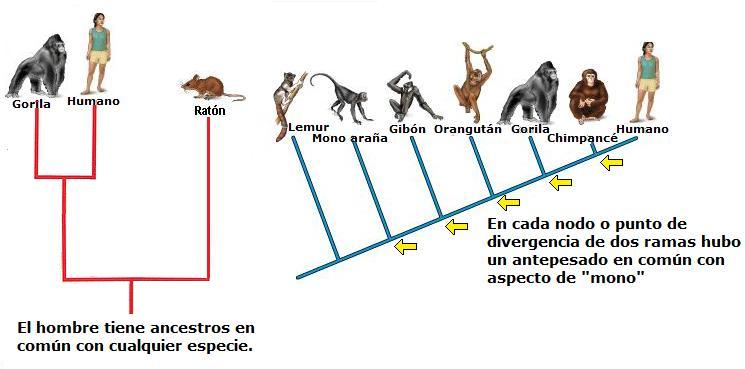 Gorila
Humano
Ratón
El hombre tiene ancestros en
común con cualquier especie.
Lemur
Mono araña
Gibón
Orangután
Gorila
Chimpancé
Humano
En cada nodo o punto de
divergencia de dos ramas hubo
un antepesado en común con
aspecto de "mono"